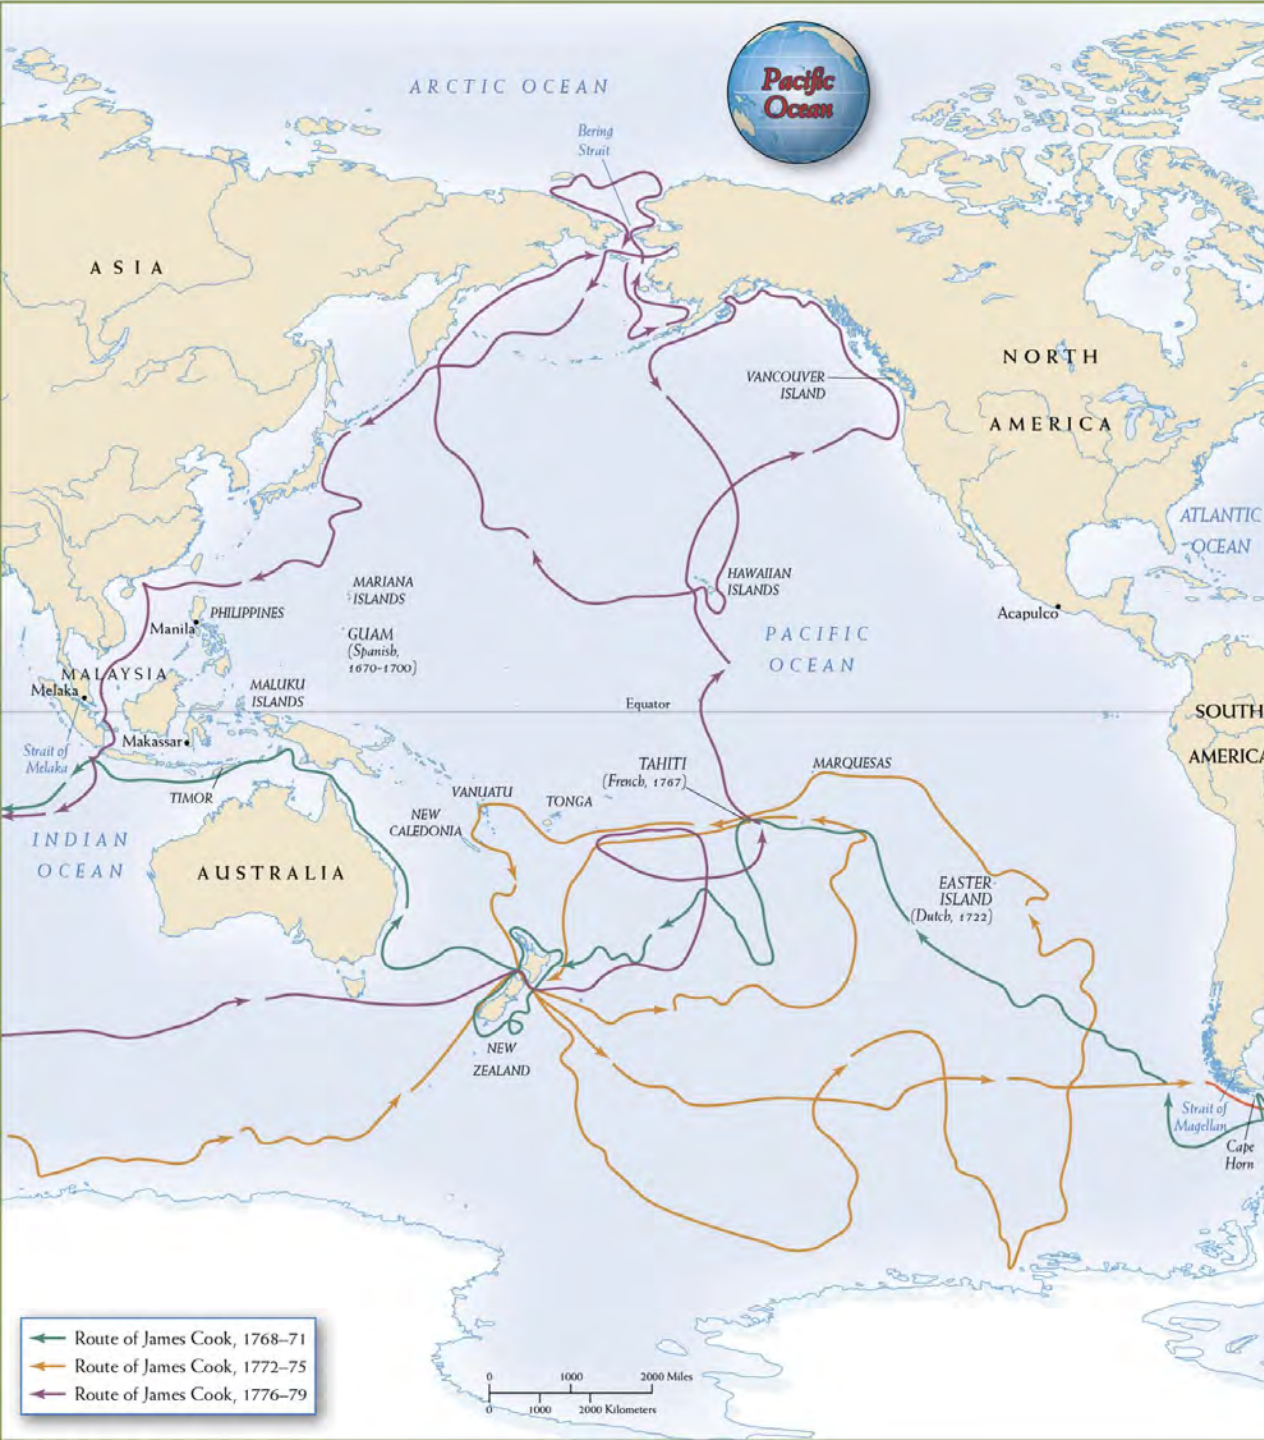 Pacific
Ocean
ARCTIC OCEAN
Bering
Strait
ASIA
NORTH
AMERICA
VANCOUVER
ISLAND
ATLANTIC
OCEAN
HAWAIIAN
ISLANDS
MARIANA
ISLANDS
Acapulco
PHILIPPINES
Manila
GUAM
(Spanish,
1670-1700)
PACIFIC
OCEAN
MALAYSIA
Melaka
MALUKU
ISLANDS
Equator
SOUTH
AMERICA
Makassar
Strait of
Melaka
TIMOR
TAHITI
(French, 1767)
MARQUESAS
VANUATU
TONGA
NEW
CALEDONIA
INDIAN
OCEAN
AUSTRALIA
EASTER
ISLAND
(Dutch, 1722)
NEW
ZEALAND
Strait of
Magellan
Cape
Horn
Route of James Cook, 1768–71
Route of James Cook, 1772–75
Route of James Cook, 1776–79
0 1000 2000 Miles
0 1000 2000 Kilometers